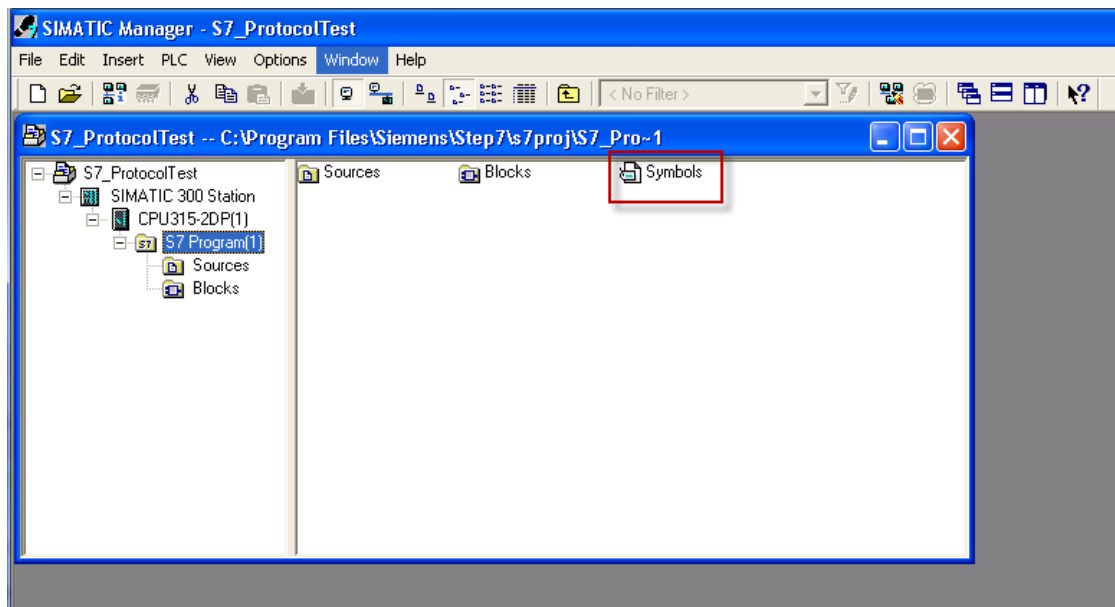 SIMATIC Manager - S7_ProtocolTest
File Edit Insert PLC View Options Window Help
< No Filter >
S7_ProtocolTest -- C:\Program Files\Siemens\Step7\s7proj\S7_Pro~1
S7_ProtocolTest
SIMATIC 300 Station
CPU315-2DP(1)
S7 Program(1)
Sources
Blocks
Sources Blocks Symbols